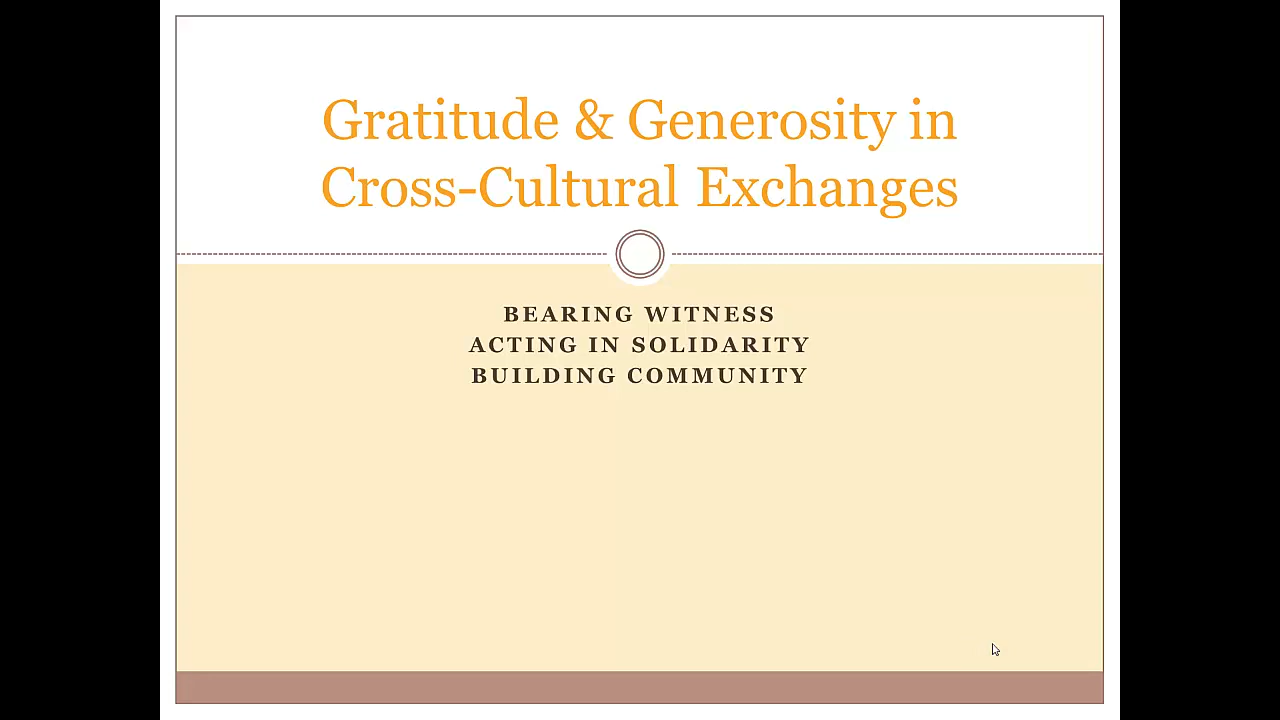 Gratitude & Generosity in
Cross-Cultural Exchanges
BEARING WITNESS
ACTING IN SOLIDARITY
BUILDING COMMUNITY